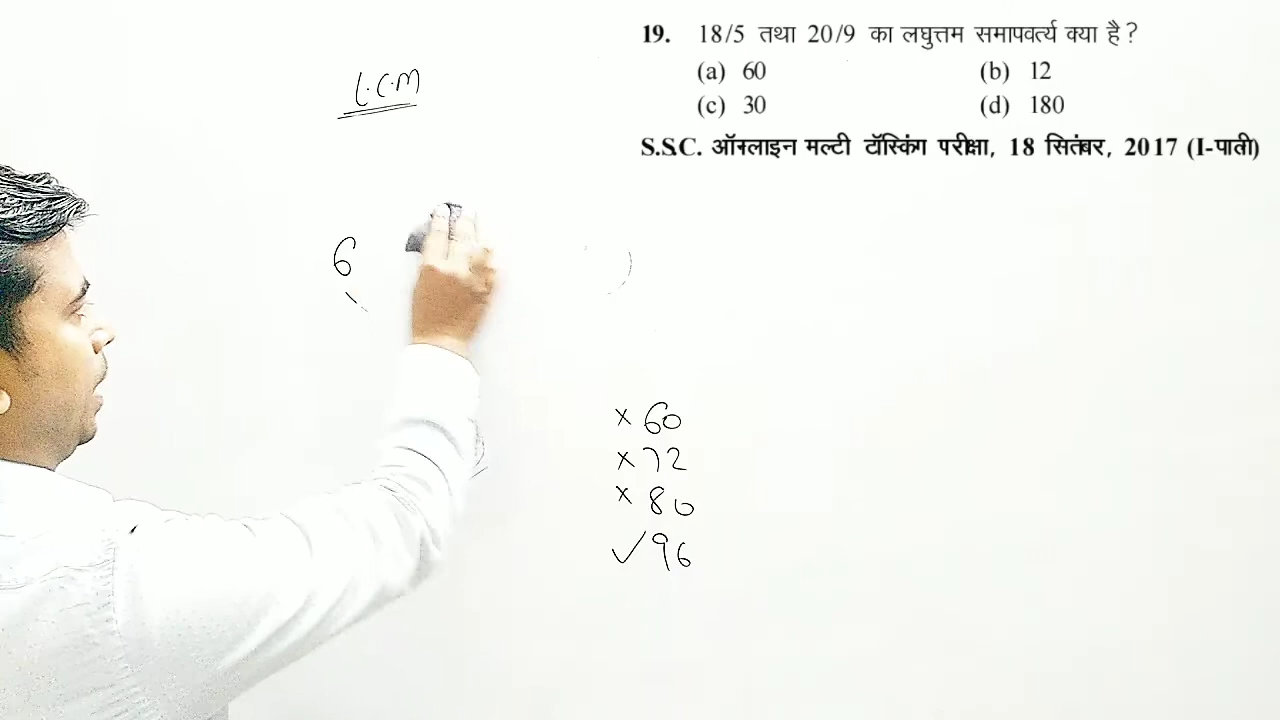 19. 18/5 तथा 20/9 का लघुत्तम समापवर्त्य क्या है ?
(a) 60 (b) 12
(c) 30 (d) 180
S.S.C. ऑनलाइन मल्टी टॉस्किंग परीक्षा, 18 सितंबर, 2017 (I-पाली)
L.C.M
6
× 60
× 72
× 80
✓ 96